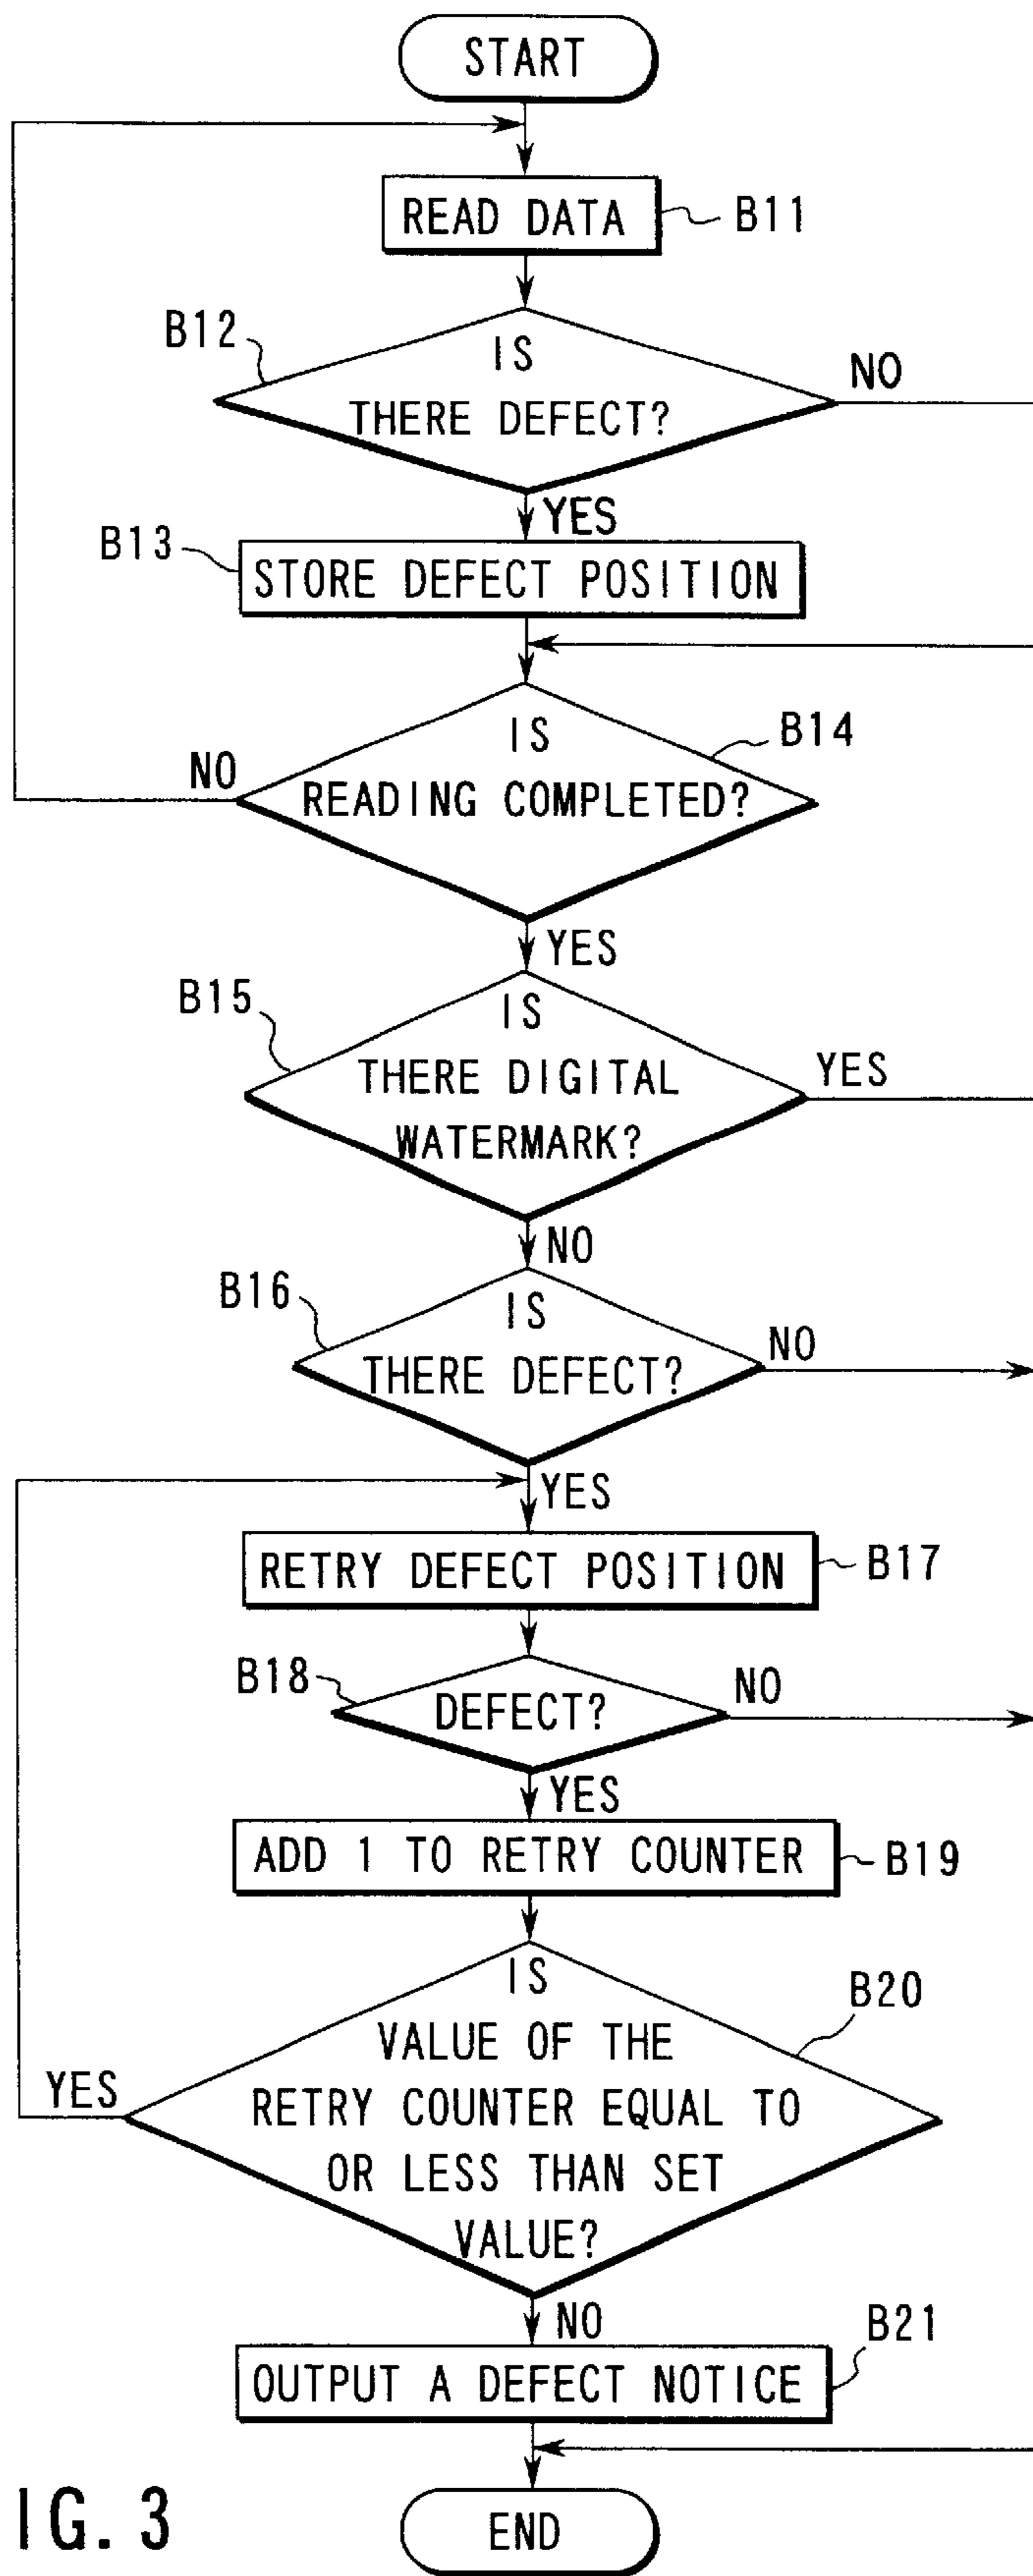 START
READ DATA
B11
B12
IS
THERE DEFECT?
NO
YES
B13
STORE DEFECT POSITION
B14
IS
READING COMPLETED?
NO
YES
B15
IS
THERE DIGITAL
WATERMARK?
YES
NO
B16
IS
THERE DEFECT?
NO
YES
RETRY DEFECT POSITION
B17
B18
DEFECT?
NO
YES
ADD 1 TO RETRY COUNTER
B19
B20
IS
VALUE OF THE
RETRY COUNTER EQUAL TO
OR LESS THAN SET
VALUE?
YES
NO
B21
OUTPUT A DEFECT NOTICE
END
IG. 3